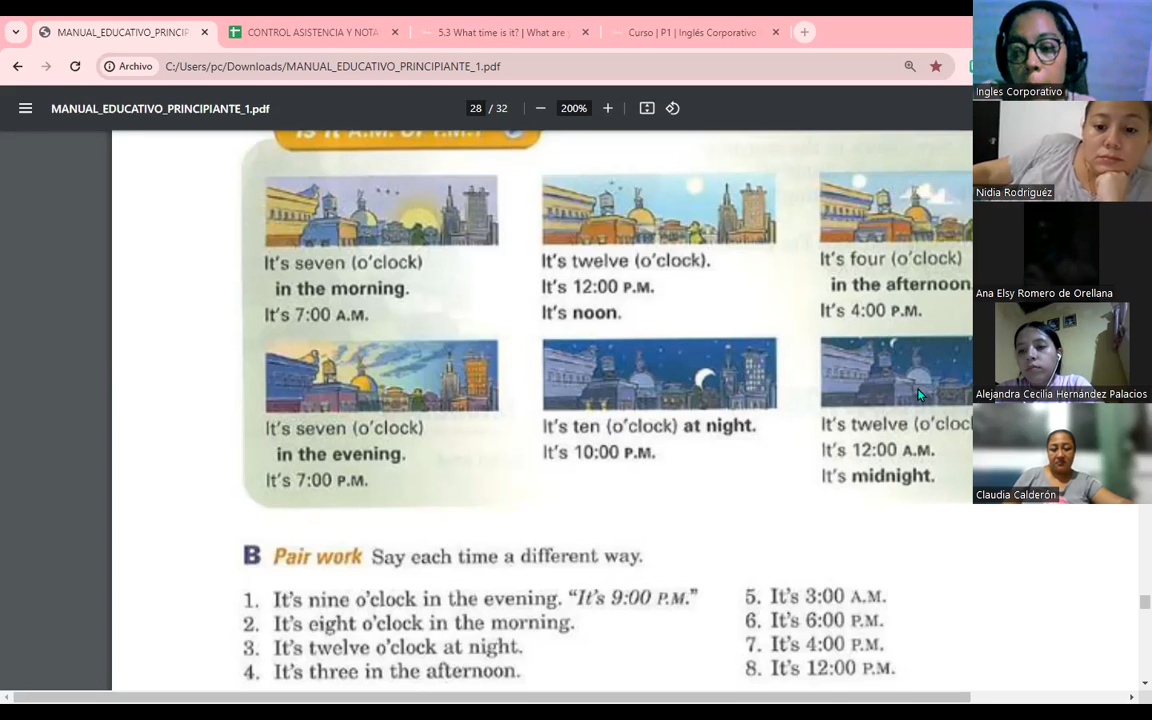 MANUAL_EDUCATIVO_PRINCIP
CONTROL ASISTENCIA Y NOTA
5.3 What time is it? | What are
Curso | P1 | Inglés Corporativo
Archivo
C:/Users/pc/Downloads/MANUAL_EDUCATIVO_PRINCIPIANTE_1.pdf
MANUAL_EDUCATIVO_PRINCIPIANTE_1.pdf
28 / 32
200%
IS IT A.M. OR P.M.?
It's seven (o'clock)
in the morning.
It's 7:00 A.M.
It's twelve (o'clock).
It's 12:00 P.M.
It's noon.
It's four (o'clock)
in the afternoon
It's 4:00 P.M.
It's seven (o'clock)
in the evening.
It's 7:00 P.M.
It's ten (o'clock) at night.
It's 10:00 P.M.
It's twelve (o'cloc
It's 12:00 A.M.
It's midnight.
B Pair work Say each time a different way.
1. It's nine o'clock in the evening. "It's 9:00 P.M."
2. It's eight o'clock in the morning.
3. It's twelve o'clock at night.
4. It's three in the afternoon.
5. It's 3:00 A.M.
6. It's 6:00 P.M.
7. It's 4:00 P.M.
8. It's 12:00 P.M.
Ingles Corporativo
Nidia Rodriguéz
Ana Elsy Romero de Orellana
Alejandra Cecilia Hernández Palacios
Claudia Calderón